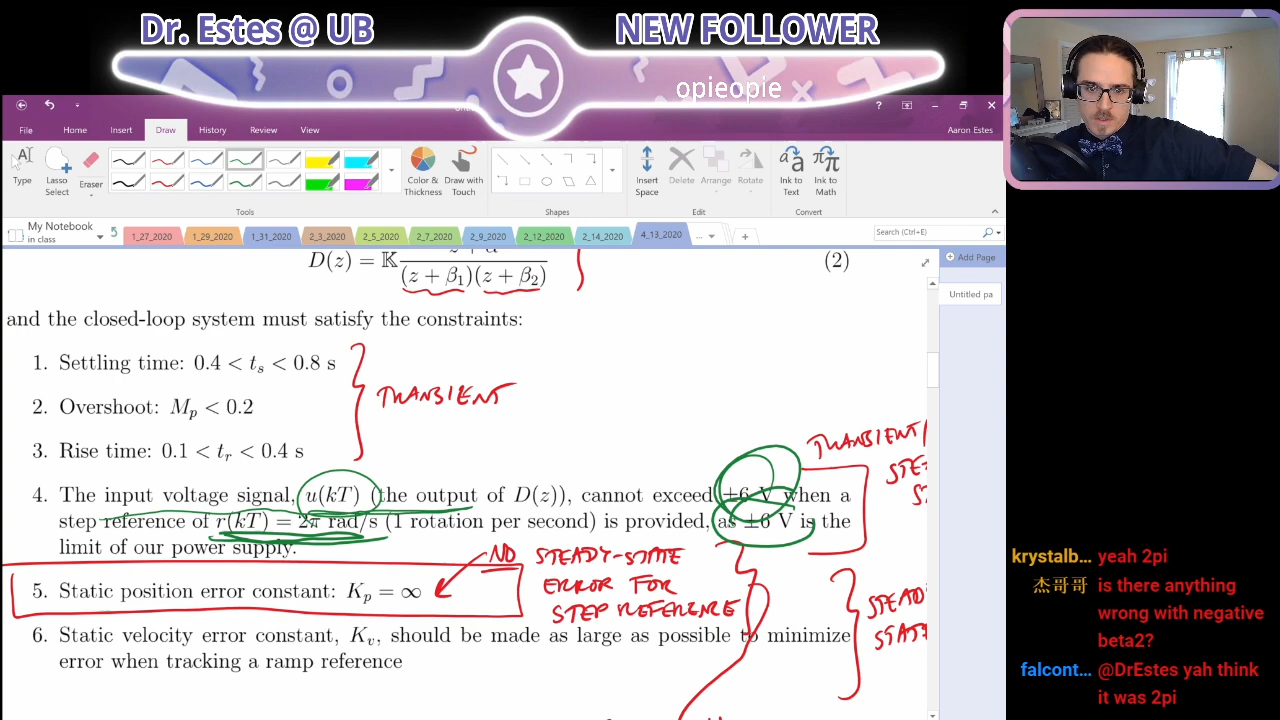 Dr. Estes @ UB
NEW FOLLOWER
opieopie
File
Home
Insert
Draw
History
Review
View
Aaron Estes
Type
Lasso
Select
Eraser
Color &
Thickness
Draw with
Touch
Insert
Space
Delete
Arrange
Rotate
Ink to
Text
Ink to
Math
Tools
Shapes
Edit
Convert
My Notebook
in class
1_27_2020
1_29_2020
1_31_2020
2_3_2020
2_5_2020
2_7_2020
2_9_2020
2_12_2020
2_14_2020
4_13_2020
...
Search (Ctrl+E)
Add Page
Untitled pa
D(z) = 𝕂 z + α / (z + β₁)(z + β₂) (2)
and the closed-loop system must satisfy the constraints:
1. Settling time: 0.4 < tₛ < 0.8 s
TRANSIENT
2. Overshoot: Mₚ < 0.2
3. Rise time: 0.1 < tᵣ < 0.4 s
TRANSIENT/
4. The input voltage signal, u(kT) (the output of D(z)), cannot exceed ±6 V when a
step reference of r(kT) = 2π rad/s (1 rotation per second) is provided, as ±6 V is the
limit of our power supply.
NO STEADY-STATE
ERROR FOR
STEP REFERENCE
5. Static position error constant: Kₚ = ∞
STEAD
STAT
6. Static velocity error constant, Kᵥ, should be made as large as possible to minimize
error when tracking a ramp reference
krystalb... yeah 2pi
杰哥哥 is there anything
wrong with negative
beta2?
falcont... @DrEstes yah think
it was 2pi